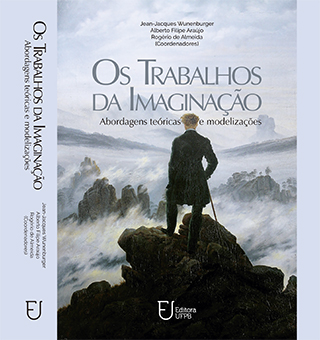 Jean-Jacques Wunenburger
Alberto Filipe Araújo
Rogério de Almeida
(Coordenadores)
OS TRABALHOS
DA IMAGINAÇÃO
Abordagens teóricas e modelizações
Editora
UFPB
OS TRABALHOS DA IMAGINAÇÃO
Abordagens teóricas e modelizações
Jean-Jacques Wunenburger
Alberto Filipe Araújo
Rogério de Almeida
(Coordenadores)